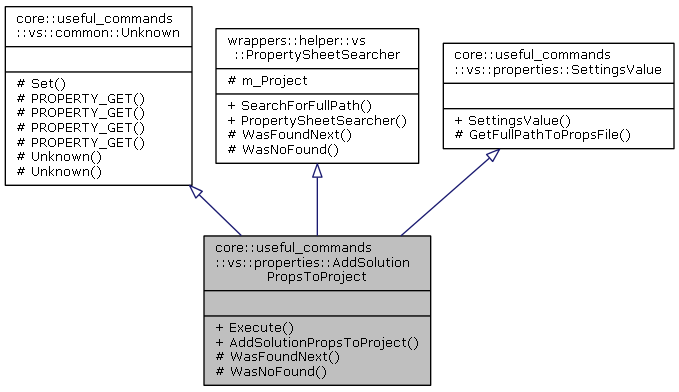 core::useful_commands
::vs::common::Unknown
# Set()
# PROPERTY_GET()
# PROPERTY_GET()
# PROPERTY_GET()
# PROPERTY_GET()
# Unknown()
# Unknown()
wrappers::helper::vs
::PropertySheetSearcher
# m_Project
+ SearchForFullPath()
+ PropertySheetSearcher()
# WasFoundNext()
# WasNoFound()
core::useful_commands
::vs::properties::SettingsValue
+ SettingsValue()
# GetFullPathToPropsFile()
core::useful_commands
::vs::properties::AddSolution
PropsToProject
+ Execute()
+ AddSolutionPropsToProject()
# WasFoundNext()
# WasNoFound()